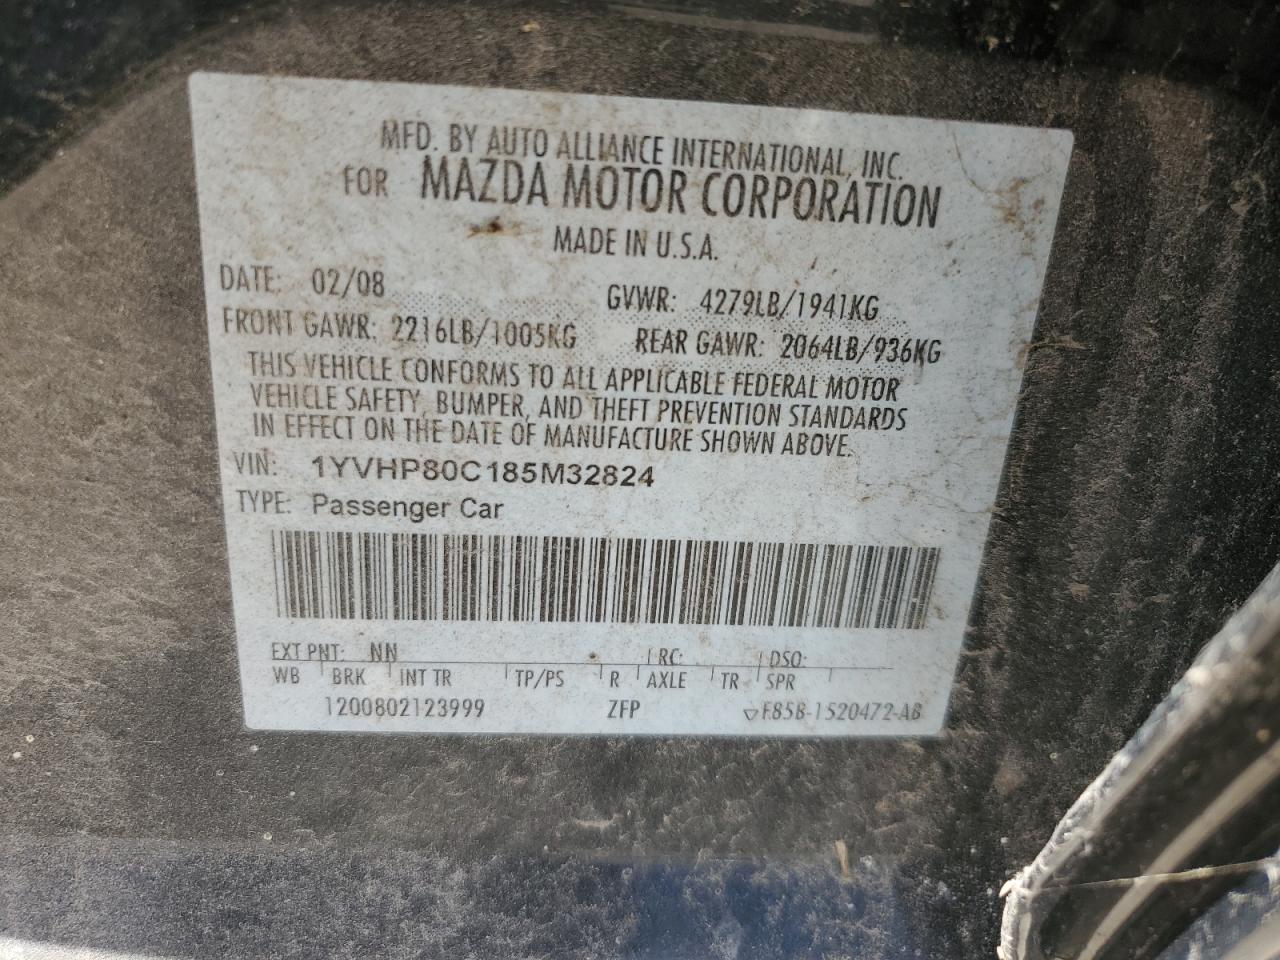 MFD. BY AUTO ALLIANCE INTERNATIONAL, INC.
FOR MAZDA MOTOR CORPORATION
MADE IN U.S.A.
DATE: 02/08 GVWR: 4279LB/1941KG
FRONT GAWR: 2216LB/1005KG REAR GAWR: 2064LB/936KG
THIS VEHICLE CONFORMS TO ALL APPLICABLE FEDERAL MOTOR
VEHICLE SAFETY, BUMPER, AND THEFT PREVENTION STANDARDS
IN EFFECT ON THE DATE OF MANUFACTURE SHOWN ABOVE.
VIN: 1YVHP80C185M32824
TYPE: Passenger Car
EXT PNT: NN RC: DSO:
WB BRK INT TR TP/PS R AXLE TR SPR
1200802123999 ZFP F85B-1520472-AB